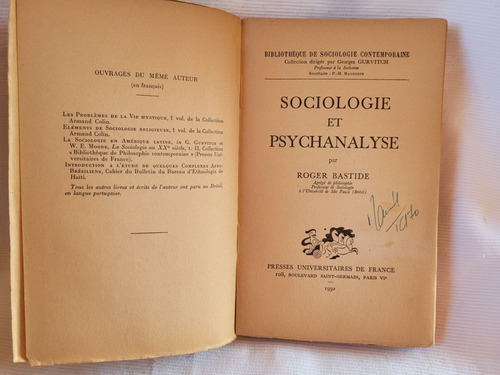 OUVRAGES DU MÊME AUTEUR
(en français)
LES PROBLÈMES DE LA VIE MYSTIQUE, 1 vol. de la Collection
Armand Colin.
ELÉMENTS DE SOCIOLOGIE RELIGIEUSE, 1 vol. de la Collection
Armand Colin.
LA SOCIOLOGIE EN AMÉRIQUE LATINE, in G. GURVITCH et
W. E. MOORE, La Sociologie au XXe siècle, t. II, (Collection
« Bibliothèque de Philosophie contemporaine » (Presses Uni-
versitaires de France).
INTRODUCTION A L'ÉTUDE DE QUELQUES COMPLEXES AFRO-
BRÉSILIENS, Cahier du Bulletin du Bureau d'Ethnologie de
Haïti.
Tous les autres livres et écrits de l'auteur ont paru au Brésil,
en langue portugaise.
BIBLIOTHÈQUE DE SOCIOLOGIE CONTEMPORAINE
Collection dirigée par Georges GURVITCH
Professeur à la Sorbonne
Secrétaire : P.-H. MAUCORPS
SOCIOLOGIE
ET
PSYCHANALYSE
par
ROGER BASTIDE
Agrégé de philosophie
Professeur de Sociologie
à l'Université de São Paulo (Brésil)
PRESSES UNIVERSITAIRES DE FRANCE
108, BOULEVARD SAINT-GERMAIN, PARIS VIe
1950